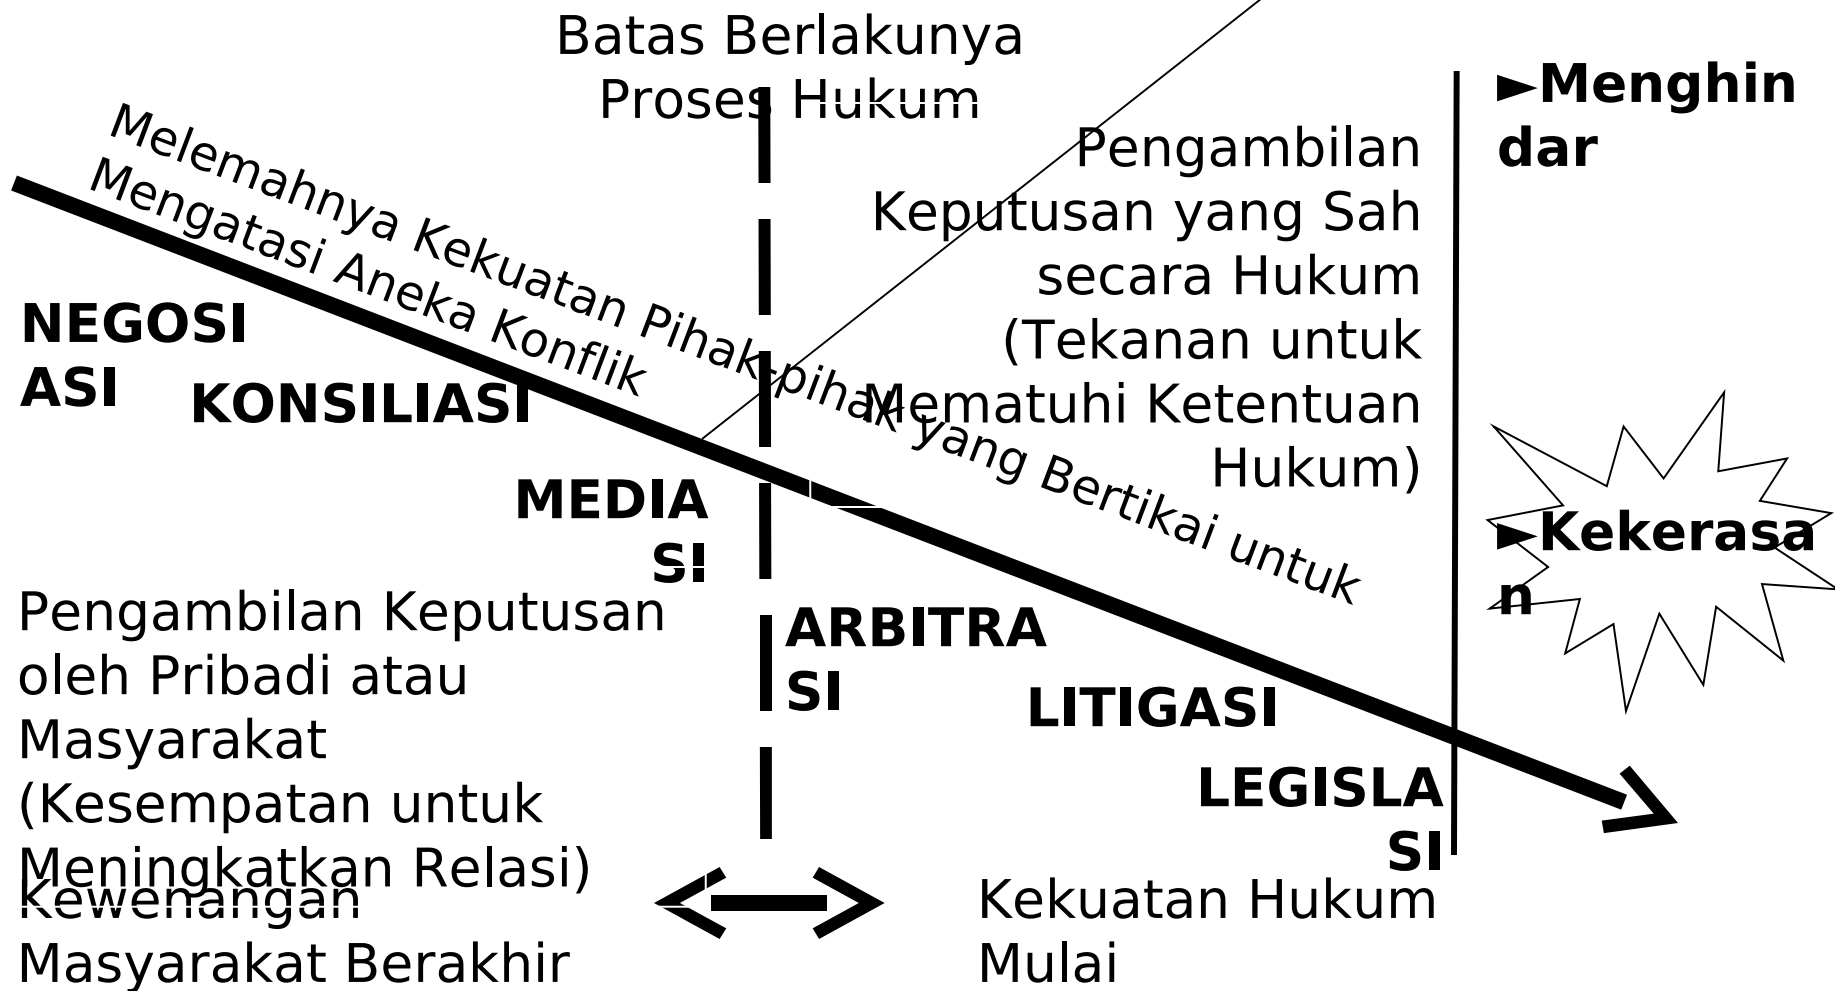 Batas Berlakunya
Proses Hukum
Melemahnya Kekuatan Pihak-pihak yang Bertikai untuk
Mengatasi Aneka Konflik
►Menghin
dar
Pengambilan
Keputusan yang Sah
secara Hukum
(Tekanan untuk
Mematuhi Ketentuan
Hukum)
NEGOSI
ASI
KONSILIASI
MEDIA
SI
►Kekerasa
n
ARBITRA
SI
LITIGASI
LEGISLA
SI
Pengambilan Keputusan
oleh Pribadi atau
Masyarakat
(Kesempatan untuk
Meningkatkan Relasi)
Kewenangan
Masyarakat Berakhir
Kekuatan Hukum
Mulai